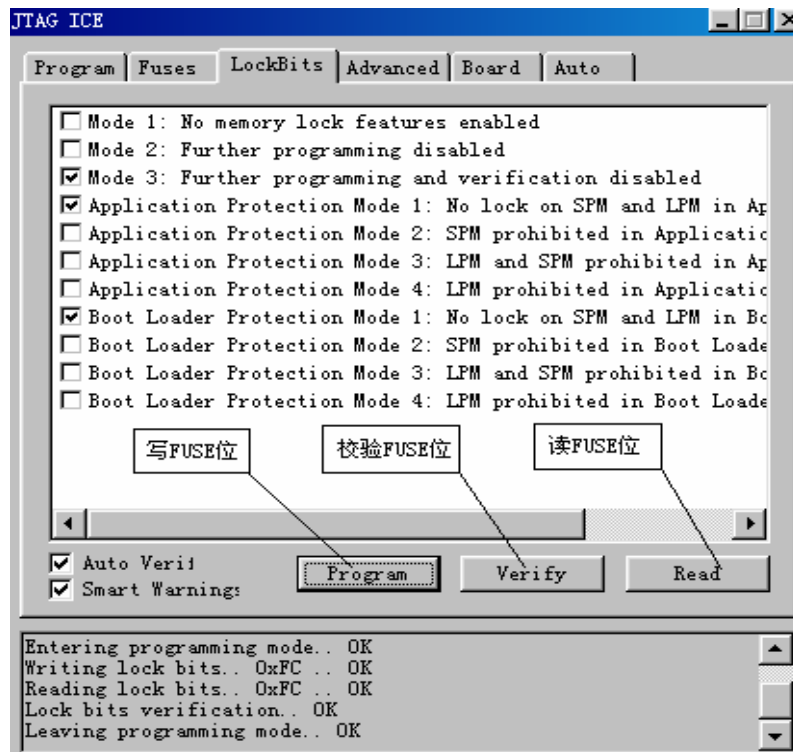 JTAG ICE
Program Fuses LockBits Advanced Board Auto
Mode 1: No memory lock features enabled
Mode 2: Further programming disabled
Mode 3: Further programming and verification disabled
Application Protection Mode 1: No lock on SPM and LPM in Ap
Application Protection Mode 2: SPM prohibited in Applicatic
Application Protection Mode 3: LPM and SPM prohibited in Ap
Application Protection Mode 4: LPM prohibited in Applicatic
Boot Loader Protection Mode 1: No lock on SPM and LPM in Bo
Boot Loader Protection Mode 2: SPM prohibited in Boot Loade
Boot Loader Protection Mode 3: LPM and SPM prohibited in Bo
Boot Loader Protection Mode 4: LPM prohibited in Boot Loade
写FUSE位 校验FUSE位 读FUSE位
Auto Verif
Program Verify Read
Smart Warnings
Entering programming mode.. OK
Writing lock bits.. 0xFC .. OK
Reading lock bits.. 0xFC .. OK
Lock bits verification.. OK
Leaving programming mode.. OK